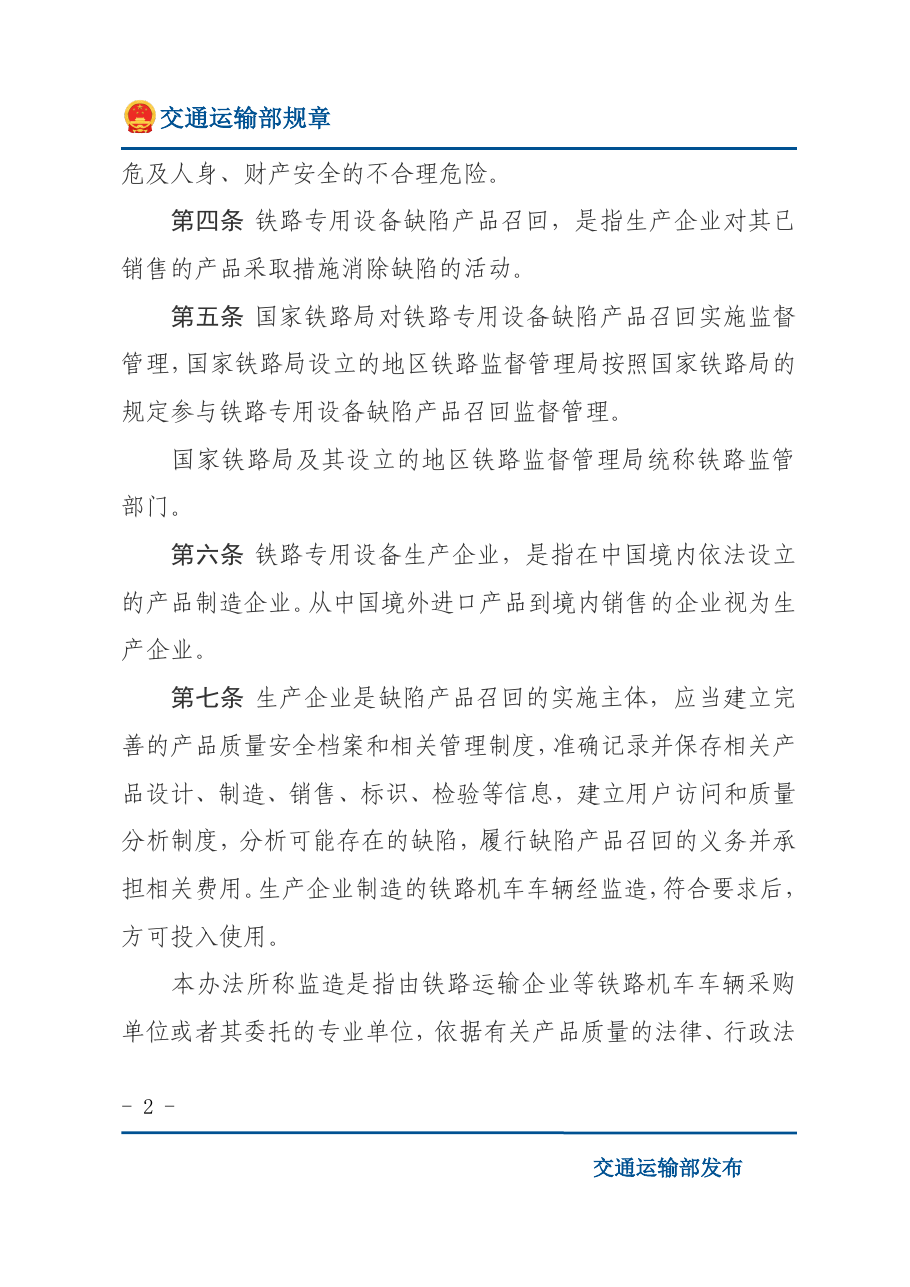 交通运输部规章
危及人身、财产安全的不合理危险。
第四条 铁路专用设备缺陷产品召回，是指生产企业对其已
销售的产品采取措施消除缺陷的活动。
第五条 国家铁路局对铁路专用设备缺陷产品召回实施监督
管理，国家铁路局设立的地区铁路监督管理局按照国家铁路局的
规定参与铁路专用设备缺陷产品召回监督管理。
国家铁路局及其设立的地区铁路监督管理局统称铁路监管
部门。
第六条 铁路专用设备生产企业，是指在中国境内依法设立
的产品制造企业。从中国境外进口产品到境内销售的企业视为生
产企业。
第七条 生产企业是缺陷产品召回的实施主体，应当建立完
善的产品质量安全档案和相关管理制度，准确记录并保存相关产
品设计、制造、销售、标识、检验等信息，建立用户访问和质量
分析制度，分析可能存在的缺陷，履行缺陷产品召回的义务并承
担相关费用。生产企业制造的铁路机车车辆经监造，符合要求后，
方可投入使用。
本办法所称监造是指由铁路运输企业等铁路机车车辆采购
单位或者其委托的专业单位，依据有关产品质量的法律、行政法
- 2 -
交通运输部发布